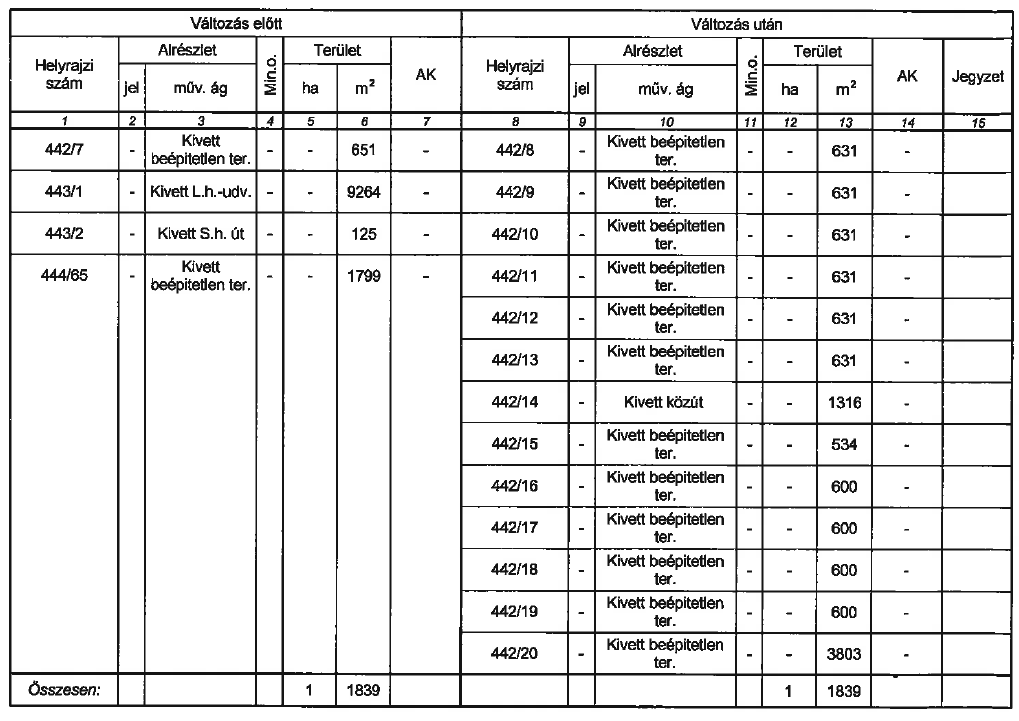 Változás előtt Változás után
Helyrajzi szám Alrészlet Min.o. Terület AK Helyrajzi szám Alrészlet Min.o. Terület AK Jegyzet
jel műv. ág ha m² jel műv. ág ha m²
1 2 3 4 5 6 7 8 9 10 11 12 13 14 15
442/7 - Kivett beépitetlen ter. - - 651 - 442/8 - Kivett beépitetlen ter. - - 631 -
443/1 - Kivett L.h.-udv. - - 9264 - 442/9 - Kivett beépitetlen ter. - - 631 -
443/2 - Kivett S.h. út - - 125 - 442/10 - Kivett beépitetlen ter. - - 631 -
444/65 - Kivett beépitetlen ter. - - 1799 - 442/11 - Kivett beépitetlen ter. - - 631 -
442/12 - Kivett beépitetlen ter. - - 631 -
442/13 - Kivett beépitetlen ter. - - 631 -
442/14 - Kivett közút - - 1316 -
442/15 - Kivett beépitetlen ter. - - 534 -
442/16 - Kivett beépitetlen ter. - - 600 -
442/17 - Kivett beépitetlen ter. - - 600 -
442/18 - Kivett beépitetlen ter. - - 600 -
442/19 - Kivett beépitetlen ter. - - 600 -
442/20 - Kivett beépitetlen ter. - - 3803 -
Összesen: 1 1839 1 1839